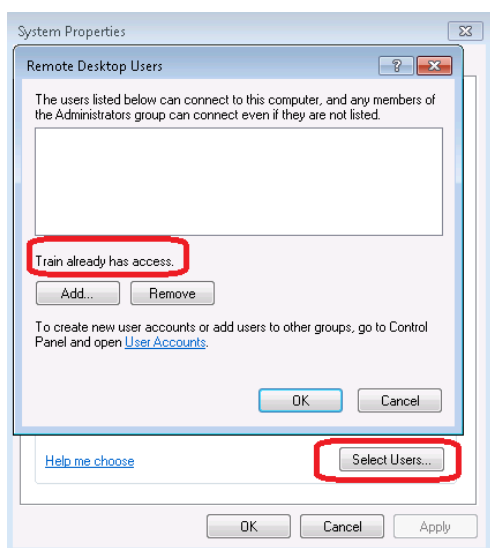 System Properties
Remote Desktop Users
The users listed below can connect to this computer, and any members of
the Administrators group can connect even if they are not listed.
Train already has access.
Add... Remove
To create new user accounts or add users to other groups, go to Control
Panel and open User Accounts.
OK Cancel
Help me choose Select Users...
OK Cancel Apply